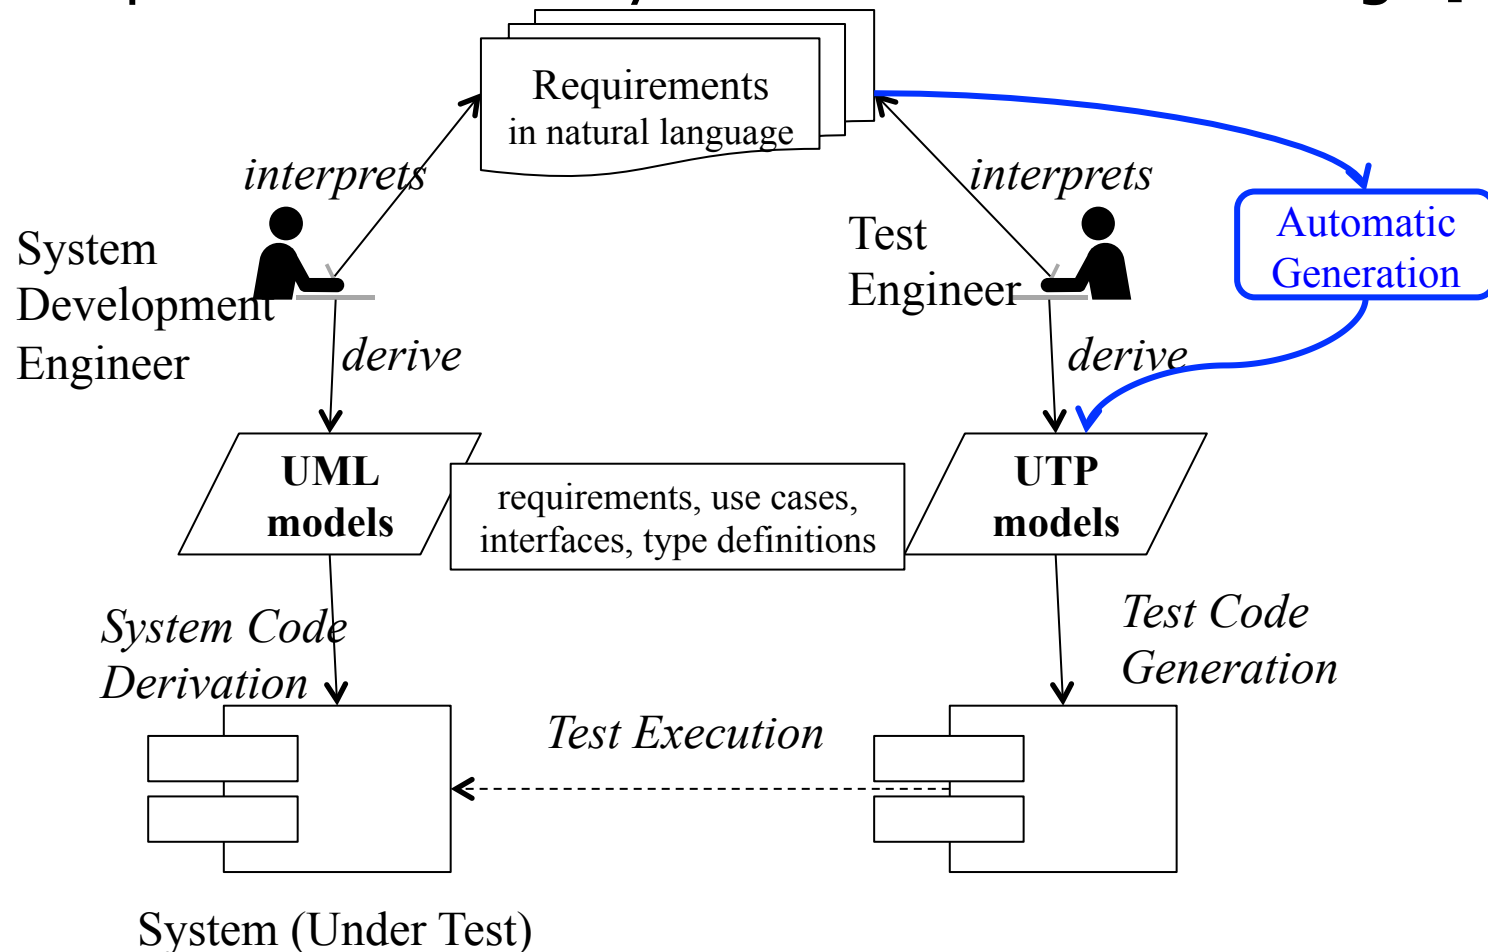 Requirements
in natural language
interprets
interprets
System
Development
Engineer
Test
Engineer
Automatic
Generation
derive
derive
UML
models
requirements, use cases,
interfaces, type definitions
UTP
models
System Code
Derivation
Test Code
Generation
Test Execution
System (Under Test)